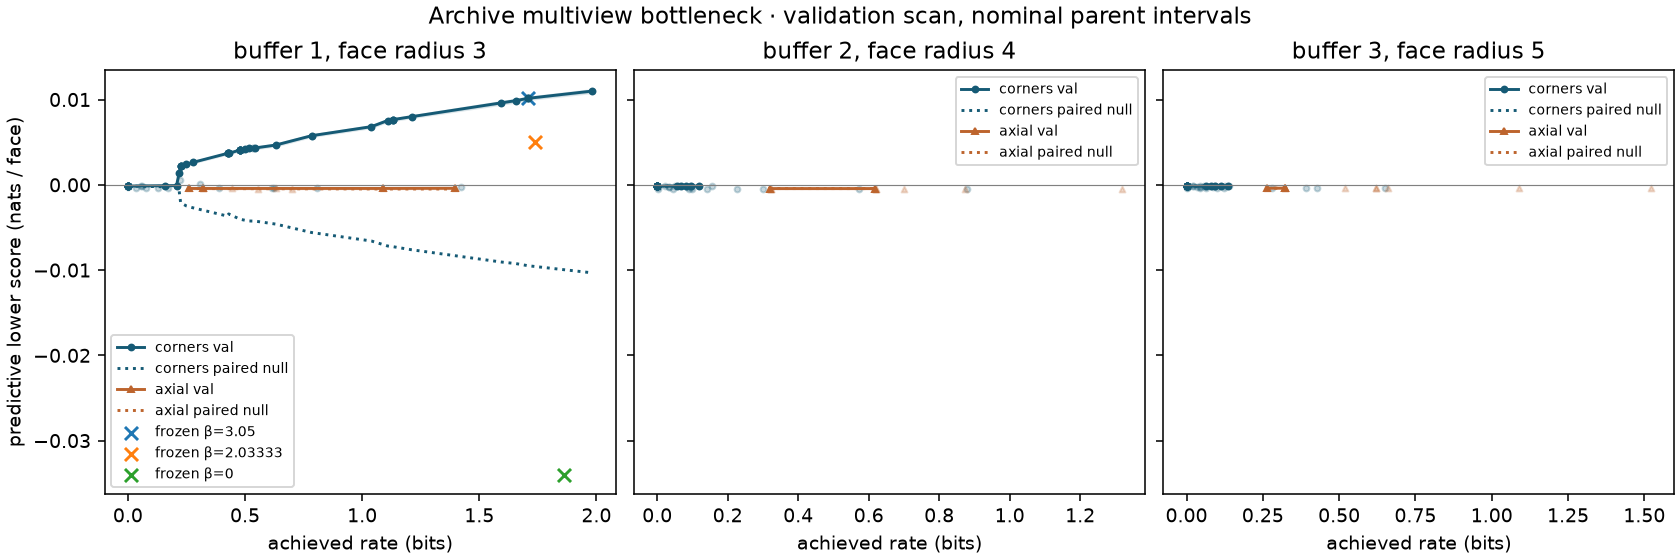 Archive multiview bottleneck · validation scan, nominal parent intervals
buffer 1, face radius 3
predictive lower score (nats / face)
0.01
0.00
−0.01
−0.02
−0.03
corners val
corners paired null
axial val
axial paired null
frozen β=3.05
frozen β=2.03333
frozen β=0
0.0 0.5 1.0 1.5 2.0
achieved rate (bits)
buffer 2, face radius 4
corners val
corners paired null
axial val
axial paired null
0.0 0.2 0.4 0.6 0.8 1.0 1.2
achieved rate (bits)
buffer 3, face radius 5
corners val
corners paired null
axial val
axial paired null
0.00 0.25 0.50 0.75 1.00 1.25 1.50
achieved rate (bits)